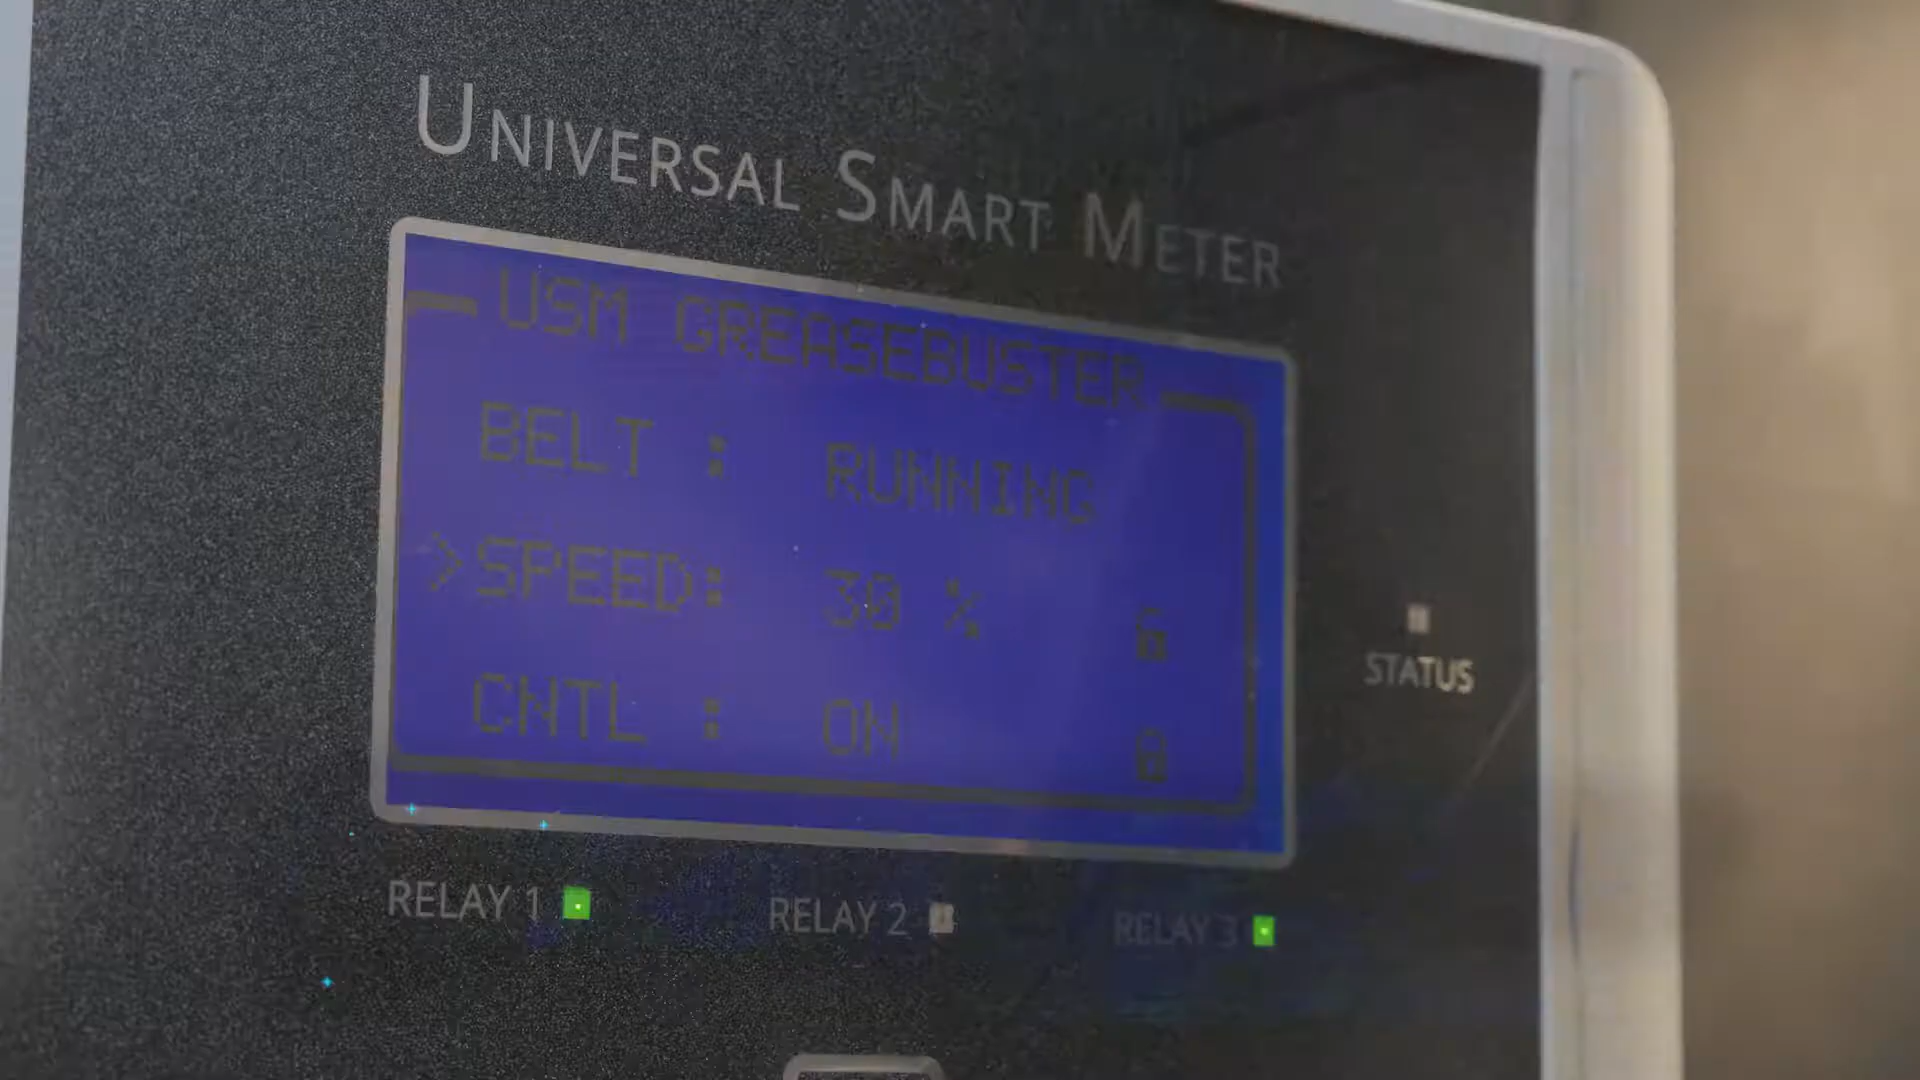 UNIVERSAL SMART METER
USM GREASEBUSTER
BELT : RUNNING
>SPEED: 30 %
CNTL : ON
STATUS
RELAY 1 RELAY 2 RELAY 3